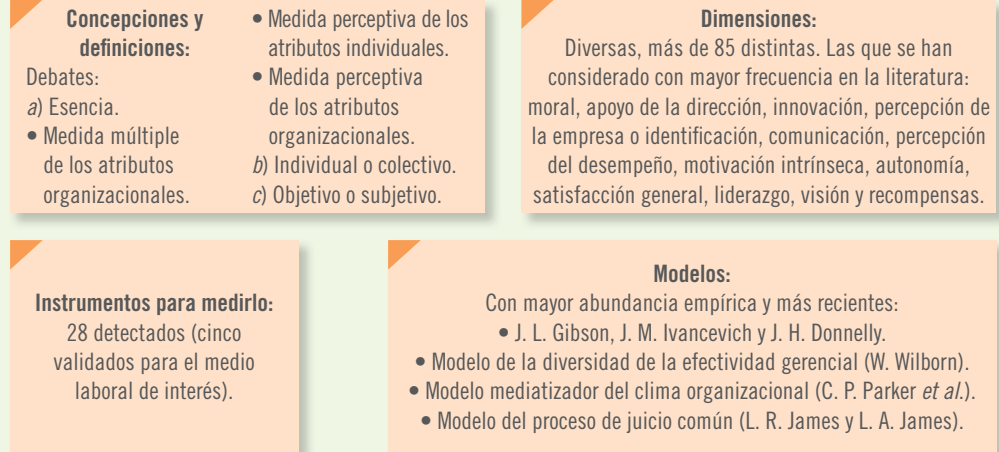 Concepciones y
definiciones:
Debates:
a) Esencia.
• Medida múltiple
de los atributos
organizacionales.
• Medida perceptiva de los
atributos individuales.
• Medida perceptiva
de los atributos
organizacionales.
b) Individual o colectivo.
c) Objetivo o subjetivo.
Dimensiones:
Diversas, más de 85 distintas. Las que se han
considerado con mayor frecuencia en la literatura:
moral, apoyo de la dirección, innovación, percepción de
la empresa o identificación, comunicación, percepción
del desempeño, motivación intrínseca, autonomía,
satisfacción general, liderazgo, visión y recompensas.
Instrumentos para medirlo:
28 detectados (cinco
validados para el medio
laboral de interés).
Modelos:
Con mayor abundancia empírica y más recientes:
• J. L. Gibson, J. M. Ivancevich y J. H. Donnelly.
• Modelo de la diversidad de la efectividad gerencial (W. Wilborn).
• Modelo mediatizador del clima organizacional (C. P. Parker et al.).
• Modelo del proceso de juicio común (L. R. James y L. A. James).